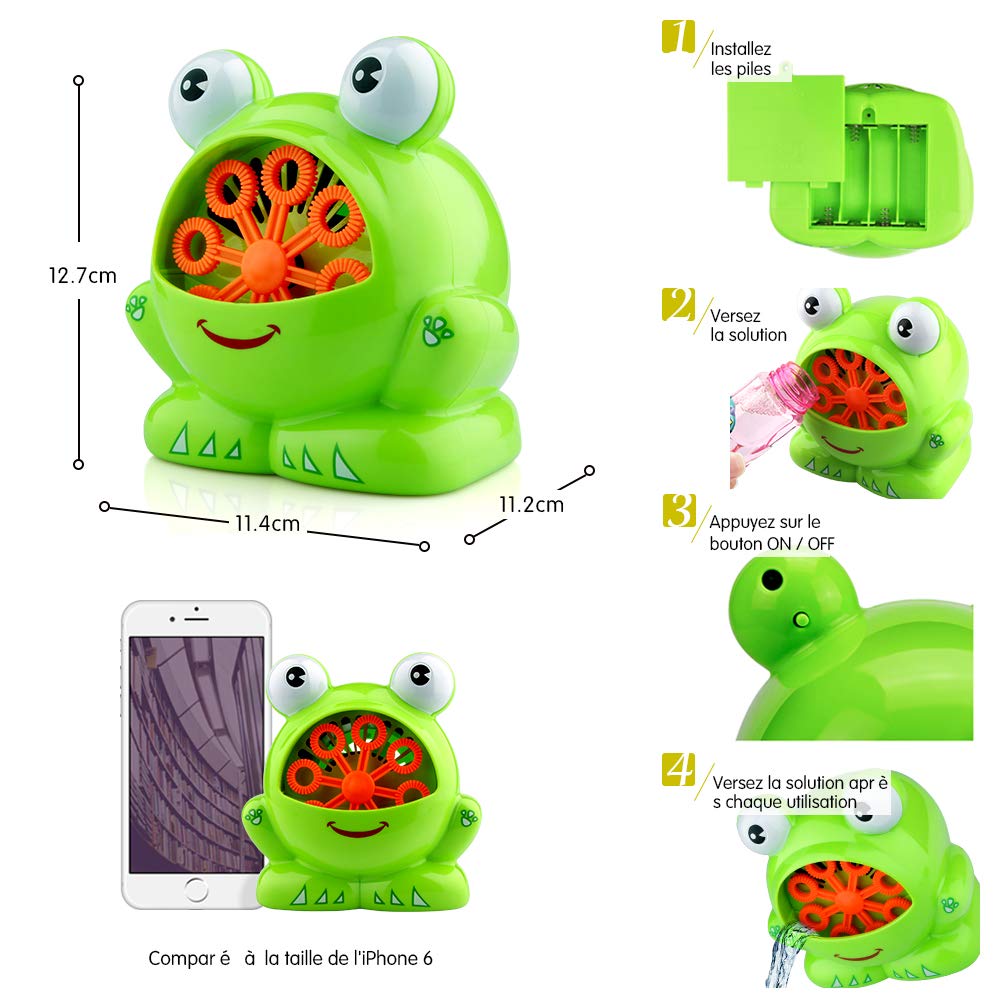 12.7cm
11.4cm
11.2cm
Compar é à la taille de l'iPhone 6
1
Installez
les piles
2
Versez
la solution
3
Appuyez sur le
bouton ON / OFF
4
Versez la solution apr è
s chaque utilisation